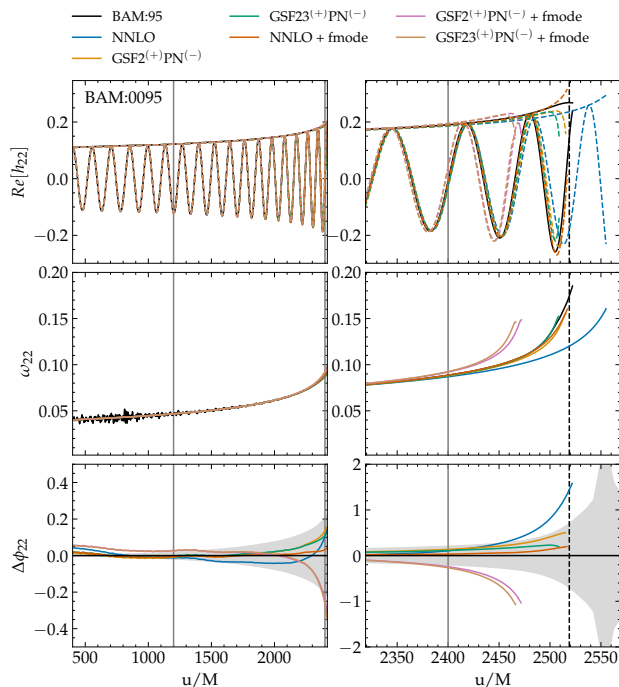 BAM:95 GSF23⁽⁺⁾PN⁽⁻⁾ GSF2⁽⁺⁾PN⁽⁻⁾ + fmode
NNLO NNLO + fmode GSF23⁽⁺⁾PN⁽⁻⁾ + fmode
GSF2⁽⁺⁾PN⁽⁻⁾
BAM:0095
Re[h₂₂]
0.2
0.0
−0.2
0.2
0.0
−0.2
ω₂₂
0.20
0.15
0.10
0.05
0.20
0.15
0.10
0.05
Δϕ₂₂
0.4
0.2
0.0
−0.2
−0.4
2
1
0
−1
−2
500 1000 1500 2000
2350 2400 2450 2500 2550
u/M u/M